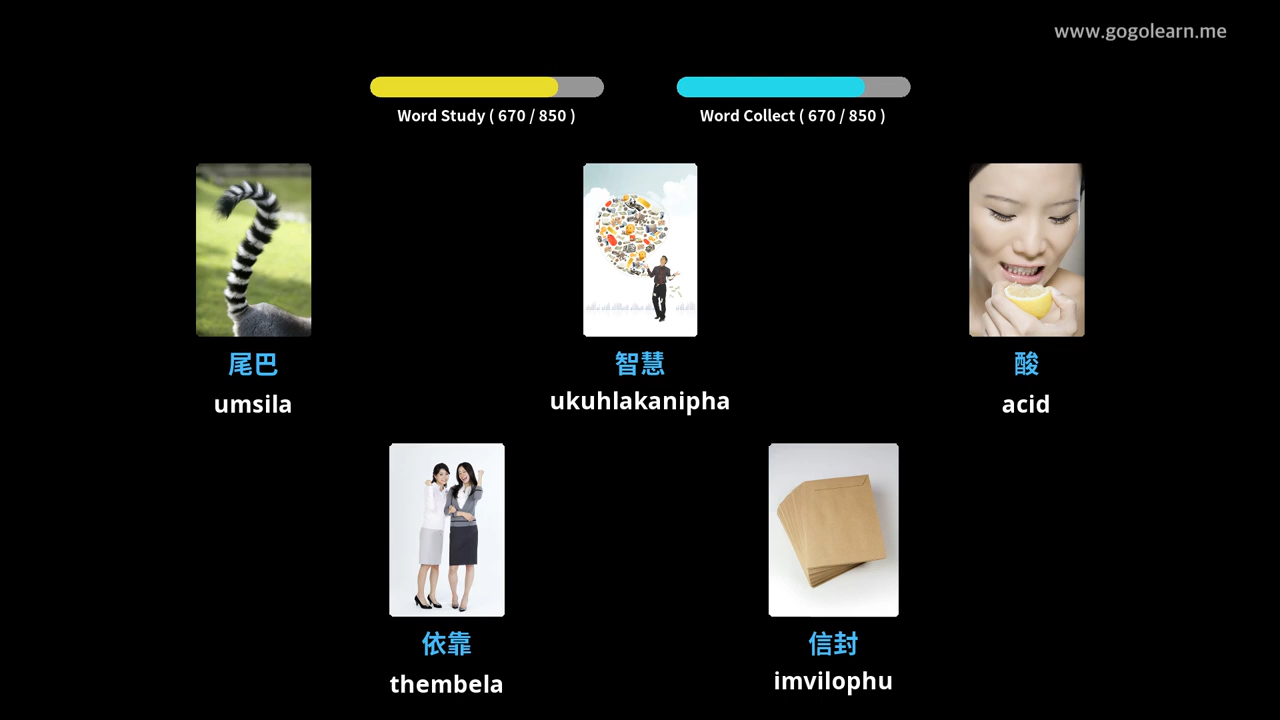 www.gogolearn.me
Word Study ( 670 / 850 )
Word Collect ( 670 / 850 )
尾巴
umsila
智慧
ukuhlakanipha
酸
acid
依靠
thembela
信封
imvilophu